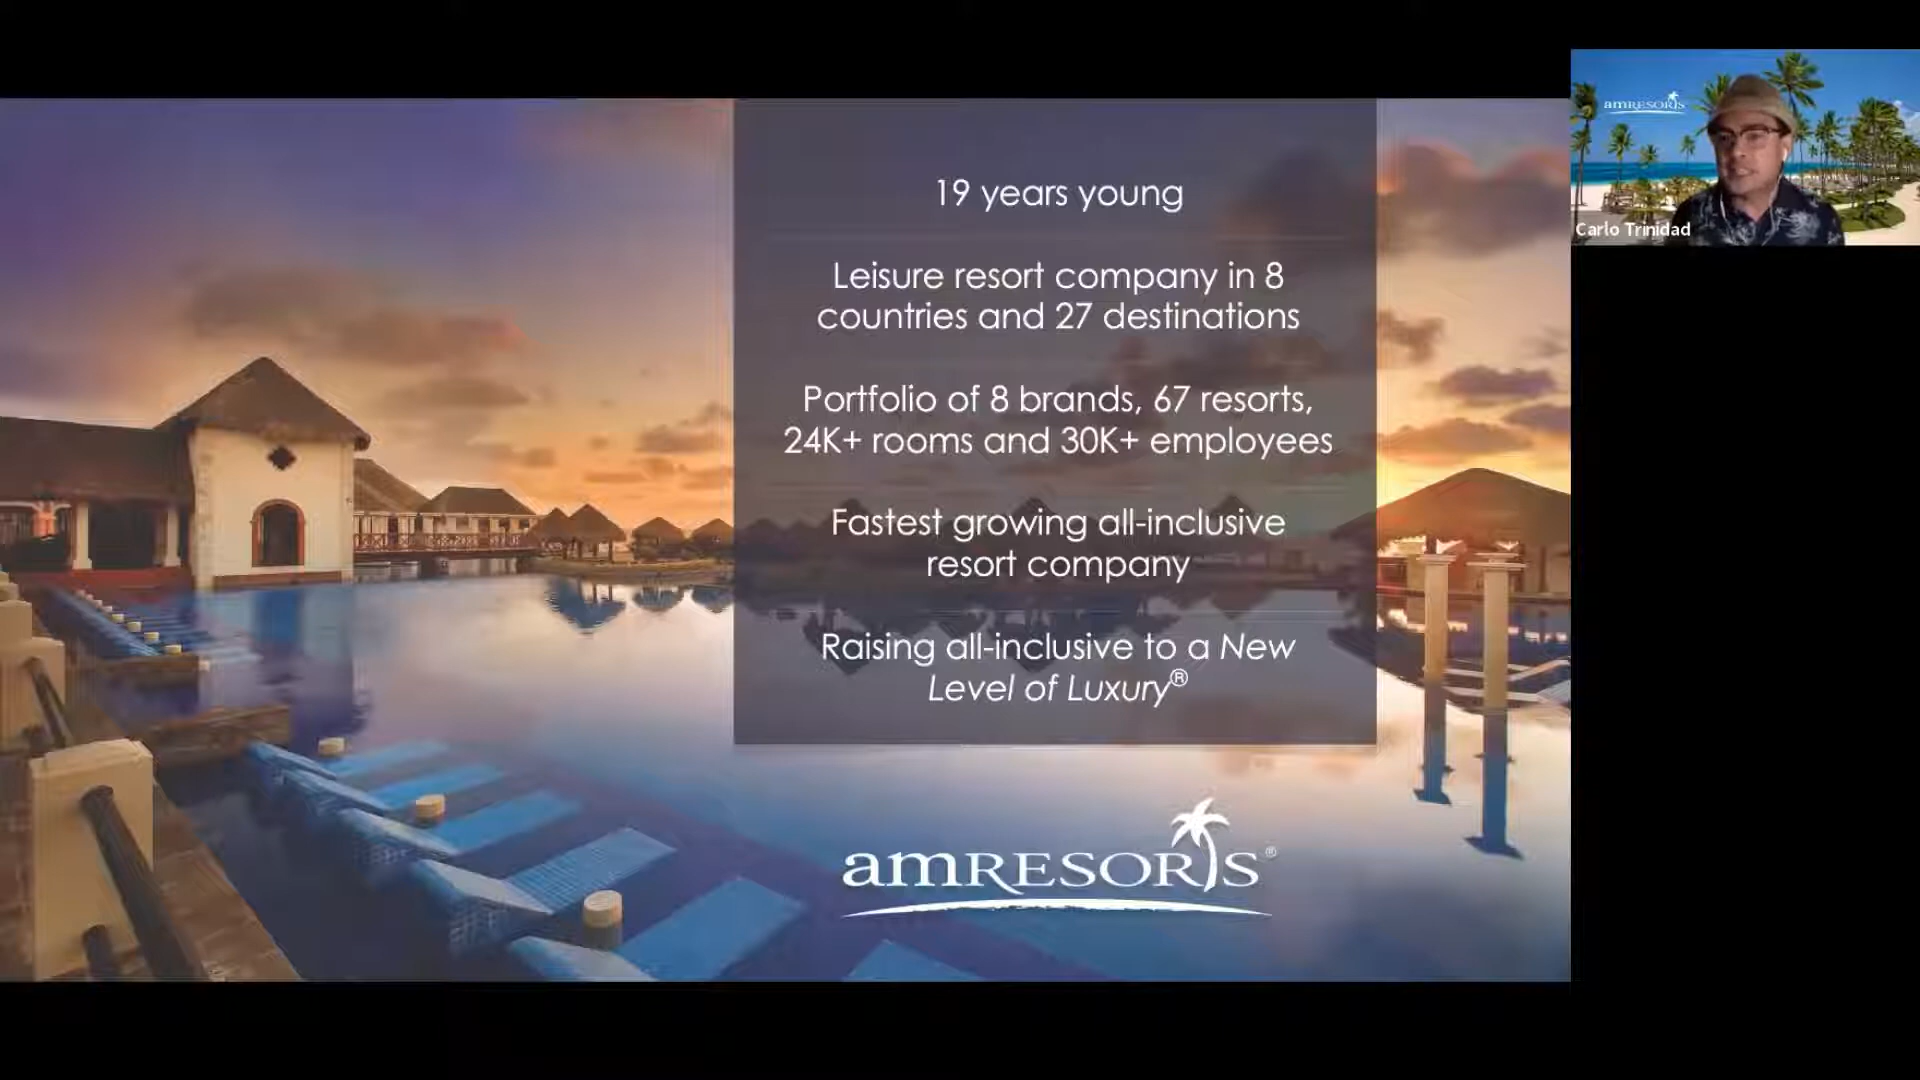 19 years young
Leisure resort company in 8
countries and 27 destinations
Portfolio of 8 brands, 67 resorts,
24K+ rooms and 30K+ employees
Fastest growing all-inclusive
resort company
Raising all-inclusive to a New
Level of Luxury®
amRESORTS®
amRESORTS
Carlo Trinidad